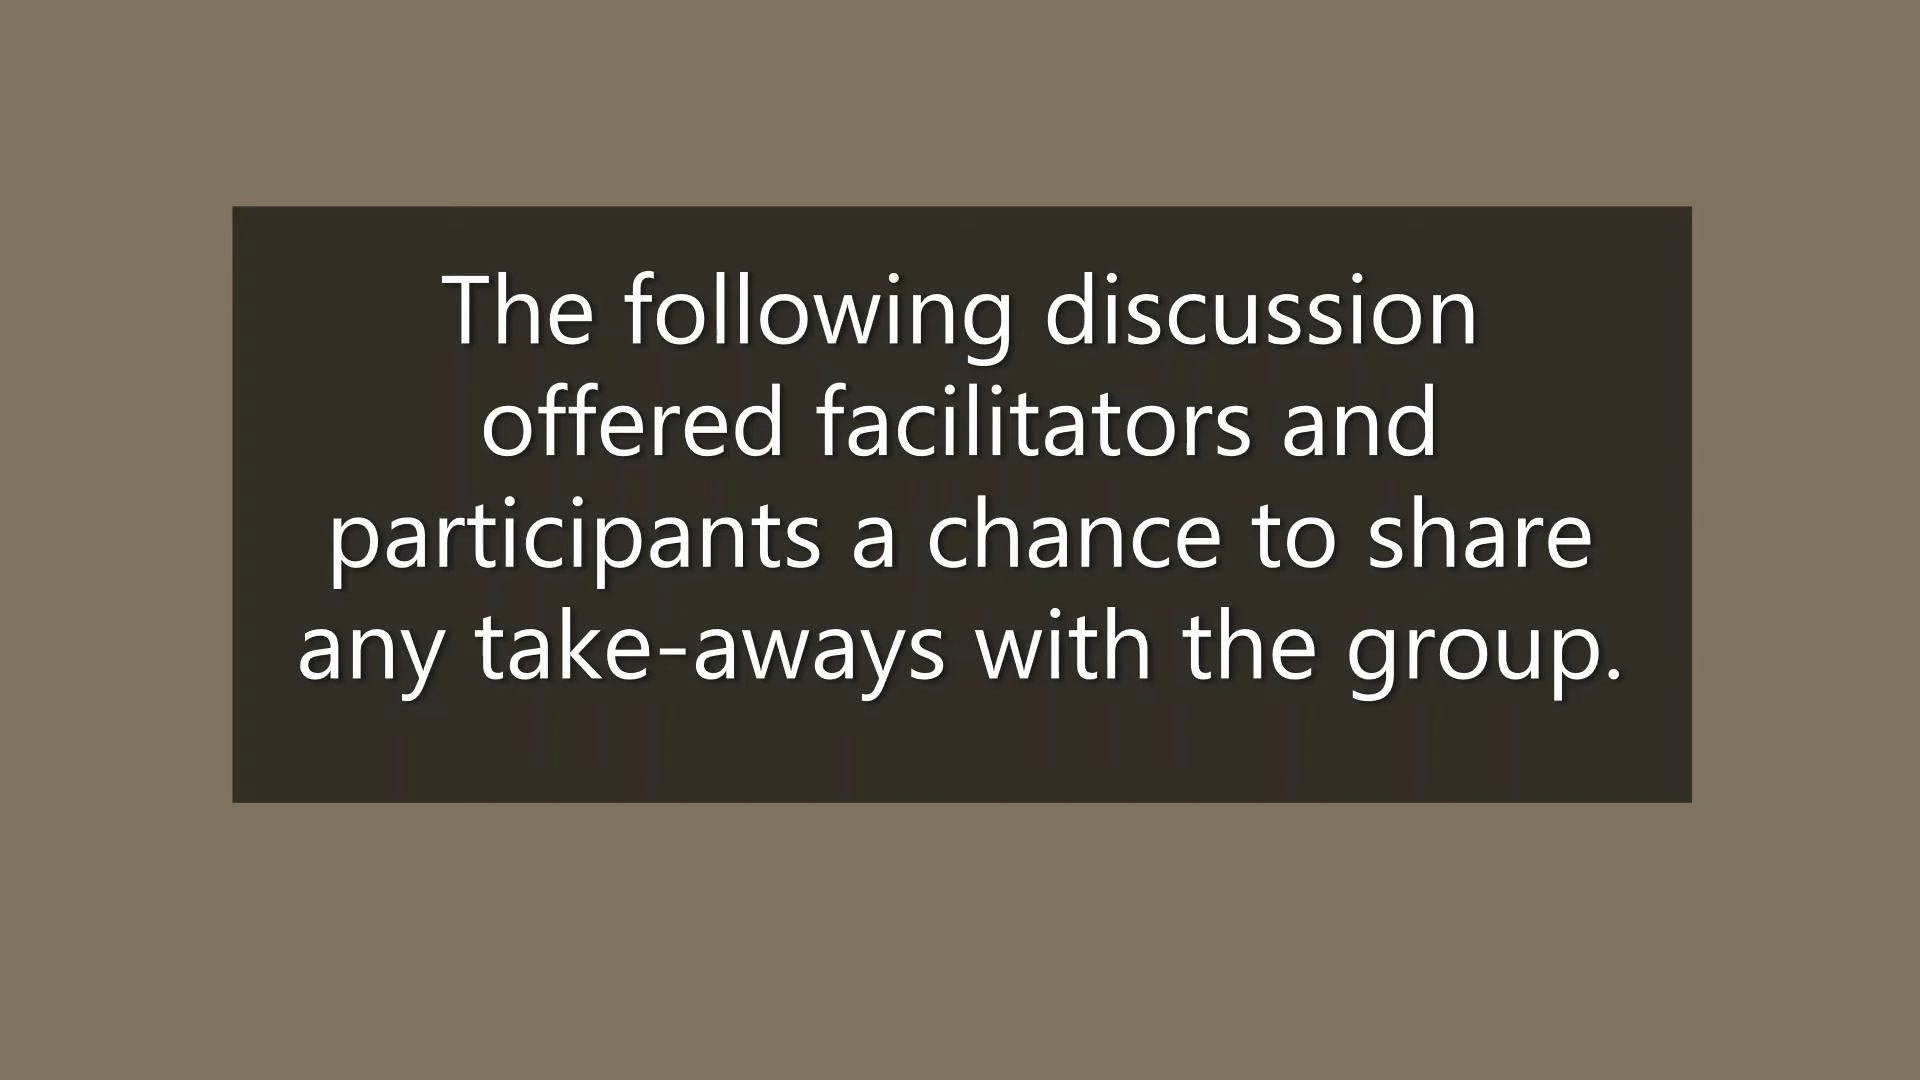 The following discussion
offered facilitators and
participants a chance to share
any take-aways with the group.